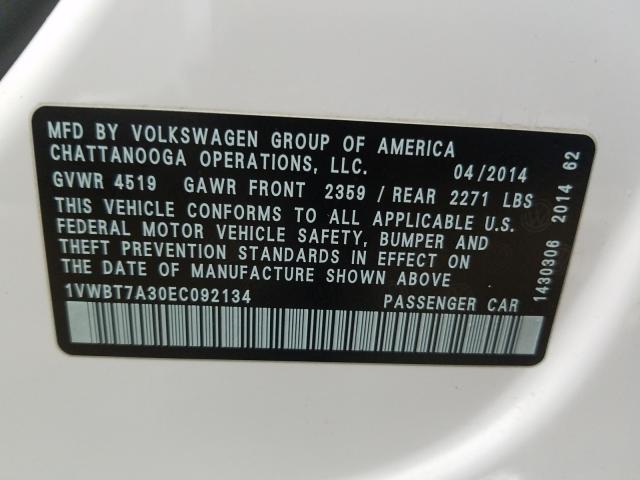 MFD BY VOLKSWAGEN GROUP OF AMERICA
CHATTANOOGA OPERATIONS, LLC. 04/2014
GVWR 4519 GAWR FRONT 2359 / REAR 2271 LBS
THIS VEHICLE CONFORMS TO ALL APPLICABLE U.S.
FEDERAL MOTOR VEHICLE SAFETY, BUMPER AND
THEFT PREVENTION STANDARDS IN EFFECT ON
THE DATE OF MANUFACTURE SHOWN ABOVE
1VWBT7A30EC092134 PASSENGER CAR
1430306 2014 62